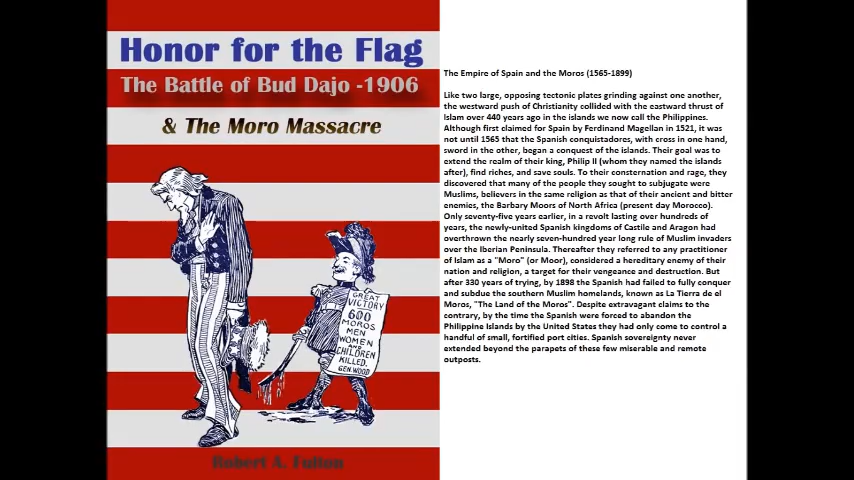 Honor for the Flag
The Battle of Bud Dajo -1906
& The Moro Massacre
GREAT
VICTORY
600
MOROS
MEN
WOMEN
AND
CHILDREN
KILLED.
GEN.WOOD
Robert A. Fulton
The Empire of Spain and the Moros (1565-1899)
Like two large, opposing tectonic plates grinding against one another,
the westward push of Christianity collided with the eastward thrust of
Islam over 440 years ago in the islands we now call the Philippines.
Although first claimed for Spain by Ferdinand Magellan in 1521, it was
not until 1565 that the Spanish conquistadores, with cross in one hand,
sword in the other, began a conquest of the islands. Their goal was to
extend the realm of their king, Philip II (whom they named the islands
after), find riches, and save souls. To their consternation and rage, they
discovered that many of the people they sought to subjugate were
Muslims, believers in the same religion as that of their ancient and bitter
enemies, the Barbary Moors of North Africa (present day Morocco).
Only seventy-five years earlier, in a revolt lasting over hundreds of
years, the newly-united Spanish kingdoms of Castile and Aragon had
overthrown the nearly seven-hundred year long rule of Muslim invaders
over the Iberian Peninsula. Thereafter they referred to any practitioner
of Islam as a "Moro" (or Moor), considered a hereditary enemy of their
nation and religion, a target for their vengeance and destruction. But
after 330 years of trying, by 1898 the Spanish had failed to fully conquer
and subdue the southern Muslim homelands, known as La Tierra de el
Moros, "The Land of the Moros". Despite extravagant claims to the
contrary, by the time the Spanish were forced to abandon the
Philippine Islands by the United States they had only come to control a
handful of small, fortified port cities. Spanish sovereignty never
extended beyond the parapets of these few miserable and remote
outposts.